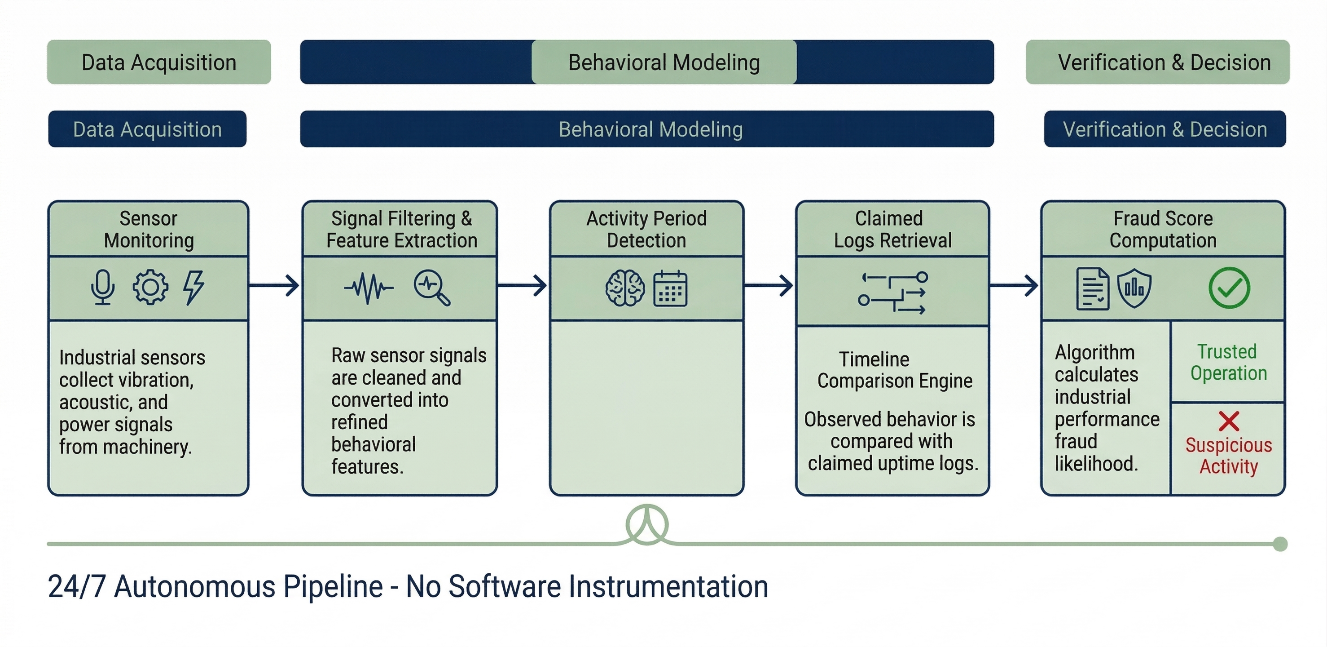 Data Acquisition
Behavioral Modeling
Verification & Decision
Data Acquisition
Behavioral Modeling
Verification & Decision
Sensor
Monitoring
Industrial sensors
collect vibration,
acoustic, and
power signals
from machinery.
Signal Filtering &
Feature Extraction
Raw sensor signals
are cleaned and
converted into
refined
behavioral
features.
Activity Period
Detection
Claimed
Logs Retrieval
Timeline
Comparison Engine
Observed behavior is
compared with
claimed uptime logs.
Fraud Score
Computation
Algorithm
calculates
industrial
performance
fraud
likelihood.
Trusted
Operation
Suspicious
Activity
24/7 Autonomous Pipeline - No Software Instrumentation